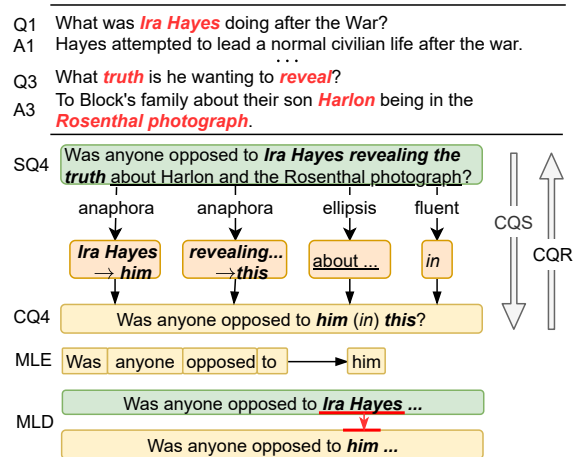 Q1 What was Ira Hayes doing after the War?
A1 Hayes attempted to lead a normal civilian life after the war.
...
Q3 What truth is he wanting to reveal?
A3 To Block's family about their son Harlon being in the
Rosenthal photograph.
SQ4 Was anyone opposed to Ira Hayes revealing the
truth about Harlon and the Rosenthal photograph?
anaphora anaphora ellipsis fluent
Ira Hayes → him
revealing... →this
about ...
in
CQS
CQR
CQ4 Was anyone opposed to him (in) this?
MLE Was anyone opposed to him
MLD
Was anyone opposed to Ira Hayes ...
Was anyone opposed to him ...